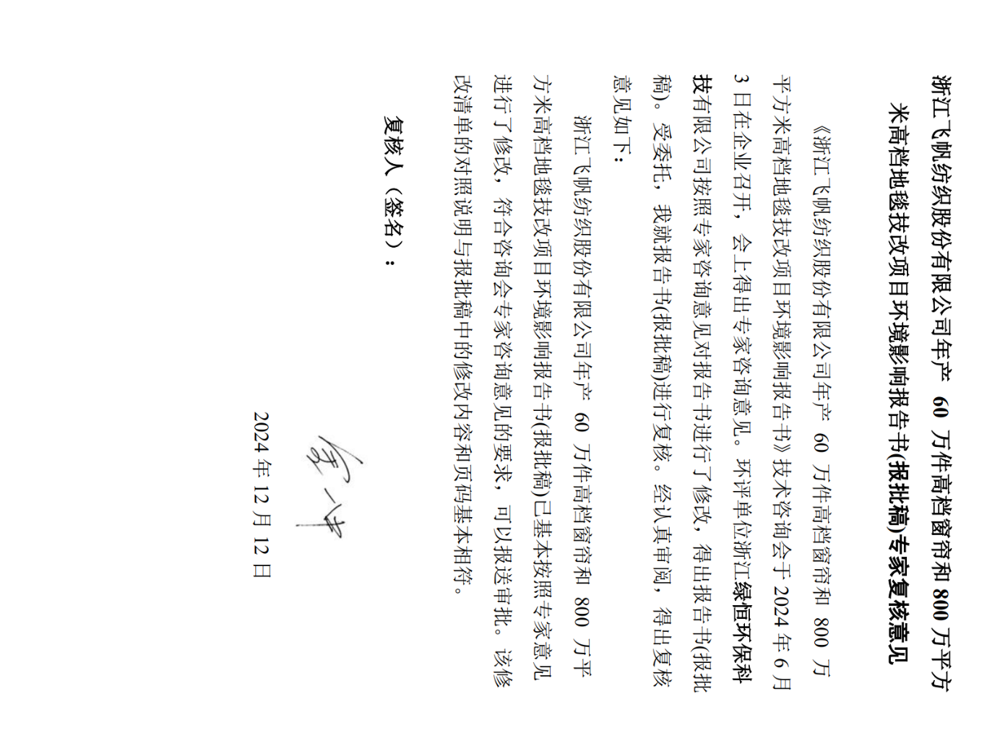 浙江飞帆纺织股份有限公司年产 60 万件高档窗帘和 800 万平方
米高档地毯技改项目环境影响报告书(报批稿)专家复核意见
《浙江飞帆纺织股份有限公司年产 60 万件高档窗帘和 800 万
平方米高档地毯技改项目环境影响报告书》技术咨询会于 2024 年 6 月
3 日在企业召开，会上得出专家咨询意见。环评单位浙江绿恒环保科
技有限公司按照专家咨询意见对报告书进行了修改，得出报告书(报批
稿)。受委托，我就报告书(报批稿)进行复核。经认真审阅，得出复核
意见如下：
浙江飞帆纺织股份有限公司年产 60 万件高档窗帘和 800 万平
方米高档地毯技改项目环境影响报告书(报批稿)已基本按照专家意见
进行了修改，符合咨询会专家咨询意见的要求，可以报送审批。该修
改清单的对照说明与报批稿中的修改内容和页码基本相符。
复核人（签名）：
2024 年 12 月 12 日